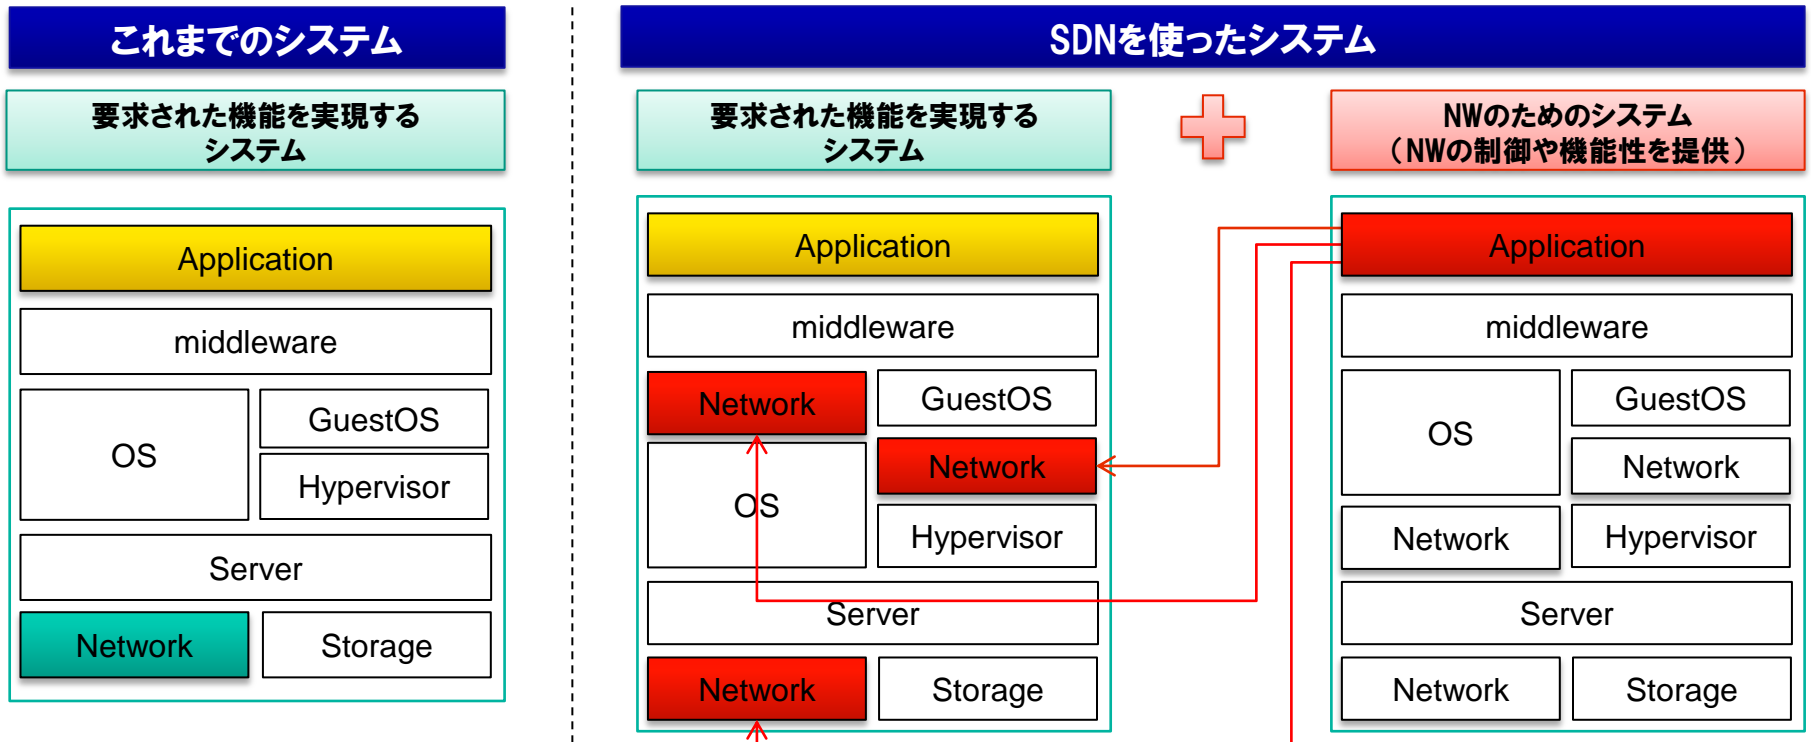 これまでのシステム
要求された機能を実現する
システム
Application
middleware
OS
GuestOS
Hypervisor
Server
Network
Storage
SDNを使ったシステム
要求された機能を実現する
システム
Application
middleware
Network
GuestOS
Network
OS
Hypervisor
Server
Network
Storage
NWのためのシステム
（NWの制御や機能性を提供）
Application
middleware
OS
GuestOS
Network
Network
Hypervisor
Server
Network
Storage